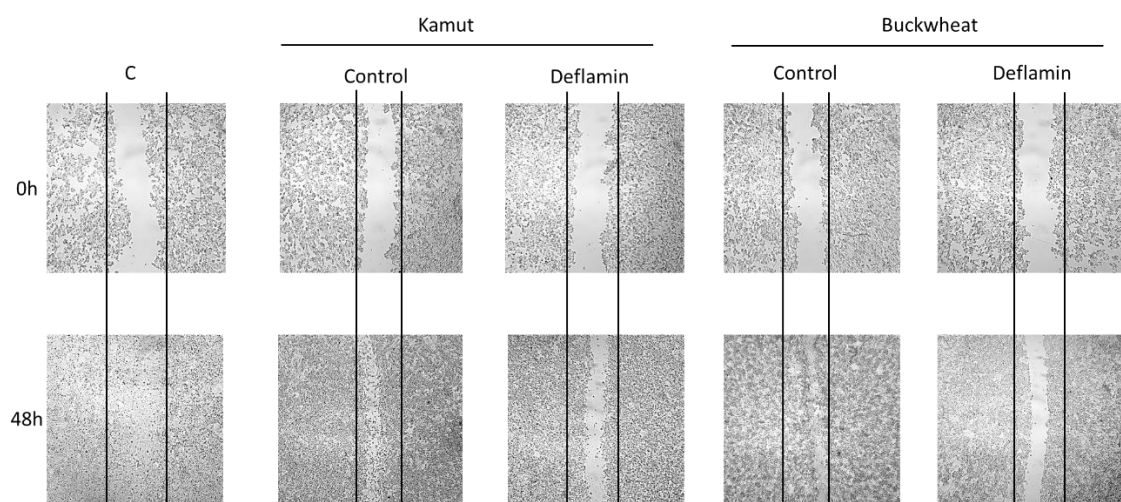 Kamut
Buckwheat
C
Control
Deflamin
Control
Deflamin
0h
48h